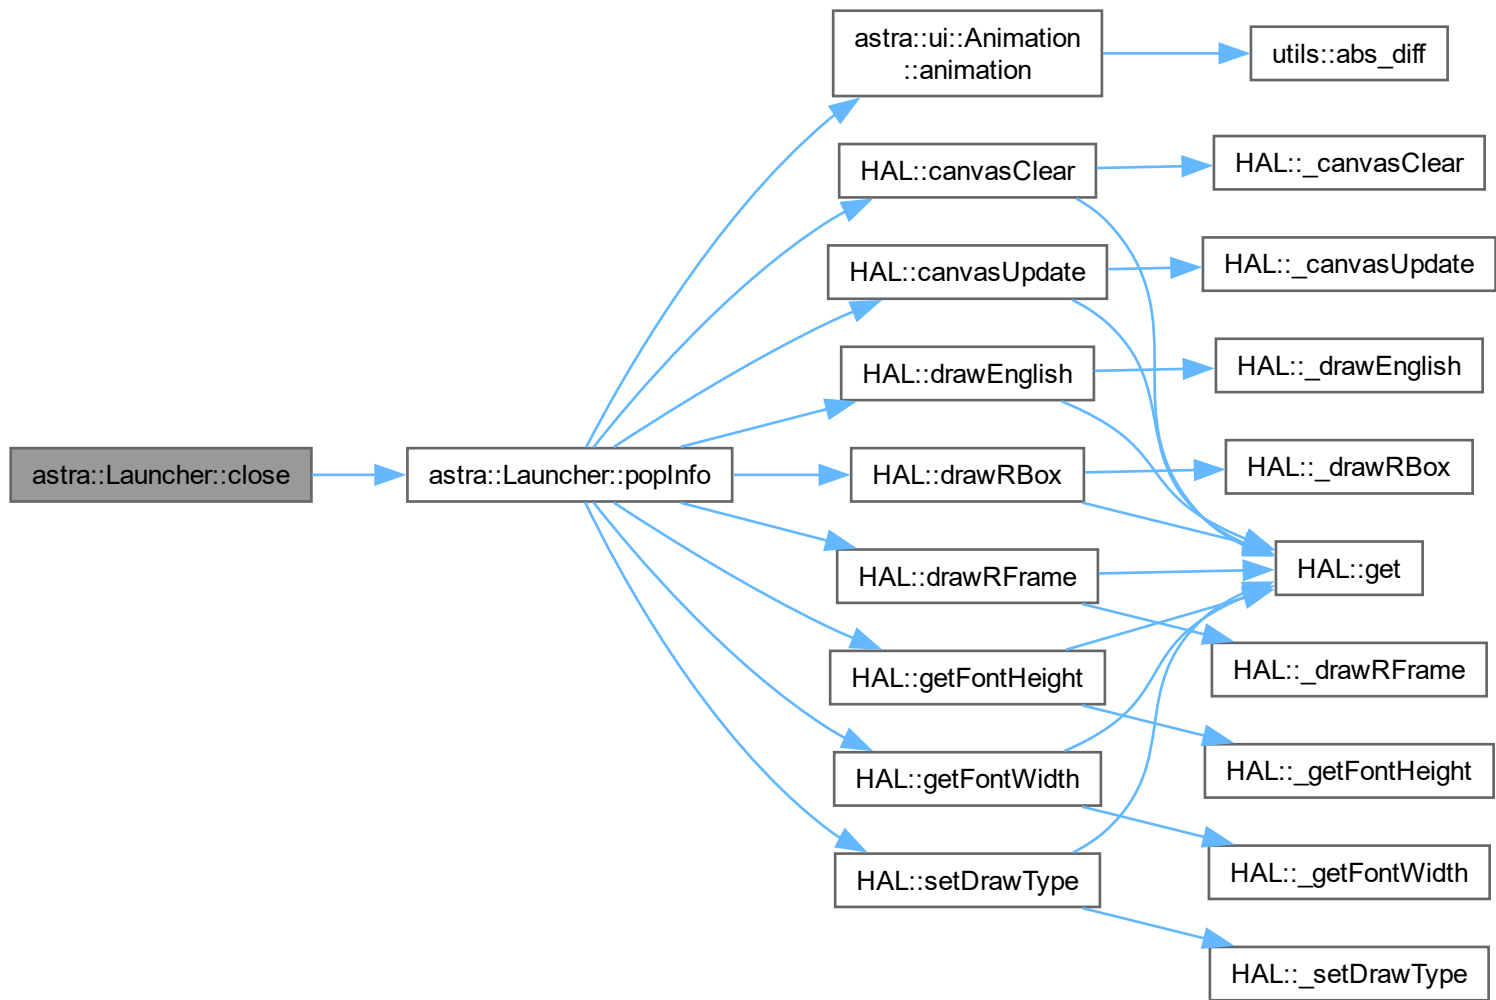 astra::ui::Animation
::animation
utils::abs_diff
HAL::canvasClear
HAL::_canvasClear
HAL::canvasUpdate
HAL::_canvasUpdate
HAL::drawEnglish
HAL::_drawEnglish
astra::Launcher::close
astra::Launcher::popInfo
HAL::drawRBox
HAL::_drawRBox
HAL::drawRFrame
HAL::get
HAL::getFontHeight
HAL::_drawRFrame
HAL::getFontWidth
HAL::_getFontHeight
HAL::setDrawType
HAL::_getFontWidth
HAL::_setDrawType